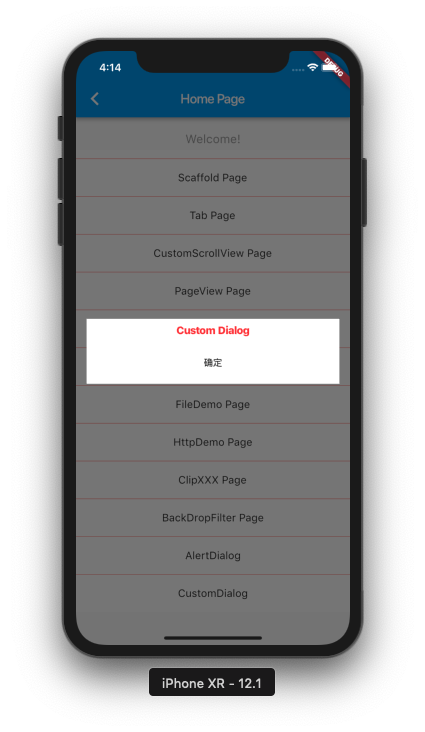 4:14
DEBUG
Home Page
Welcome!
Scaffold Page
Tab Page
CustomScrollView Page
PageView Page
Custom Dialog
确定
FileDemo Page
HttpDemo Page
ClipXXX Page
BackDropFilter Page
AlertDialog
CustomDialog
iPhone XR - 12.1